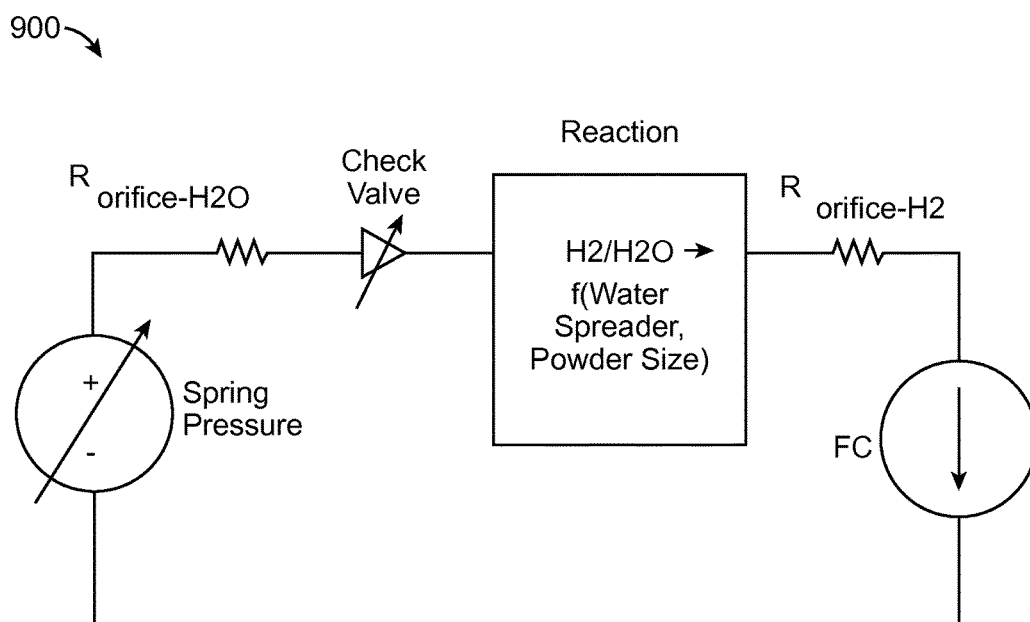 900
Reaction
Check
Valve
R orifice-H2O
R orifice-H2
H2/H2O →
f(Water
Spreader,
Powder Size)
+
Spring
Pressure
-
FC